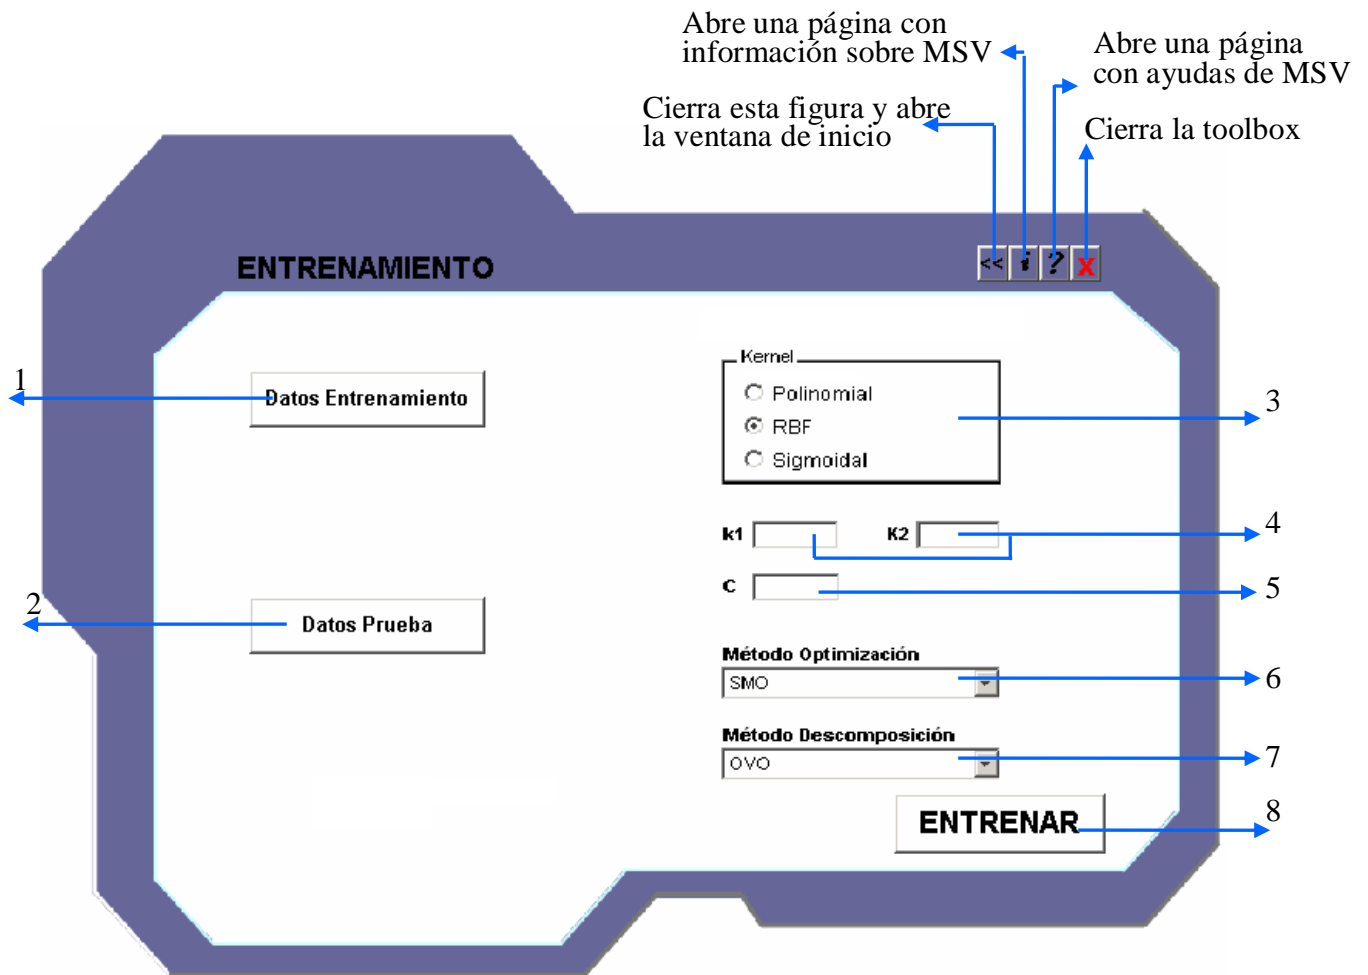 Abre una página con
información sobre MSV
Abre una página
con ayudas de MSV
Cierra esta figura y abre
la ventana de inicio
Cierra la toolbox
ENTRENAMIENTO
<< i ? x
Kernel
1
Datos Entrenamiento
Polinomial
3
RBF
Sigmoidal
k1
K2
4
C
5
2
Datos Prueba
Método Optimización
SMO
6
Método Descomposición
OVO
7
ENTRENAR
8